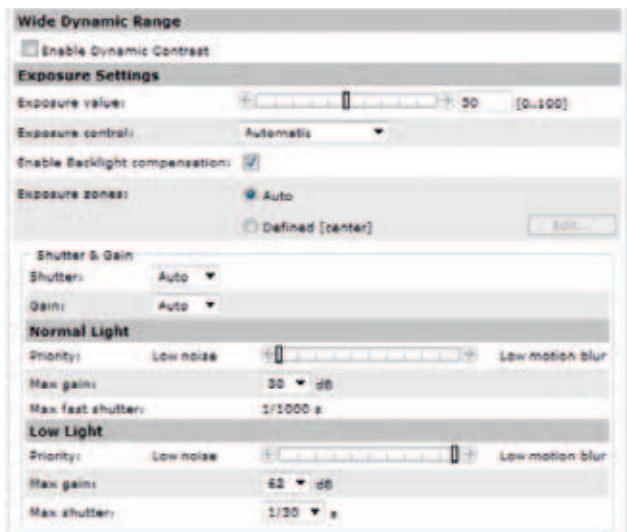 Wide Dynamic Range
Enable Dynamic Contrast
Exposure Settings
Exposure value: 50 [0..100]
Exposure control: Automatic
Enable Backlight compensation:
Exposure zones: Auto
Defined [center] Edit...
Shutter & Gain
Shutter: Auto
Gain: Auto
Normal Light
Priority: Low noise Low motion blur
Max gain: 30 dB
Max fast shutter: 1/1000 s
Low Light
Priority: Low noise Low motion blur
Max gain: 62 dB
Max shutter: 1/30 s